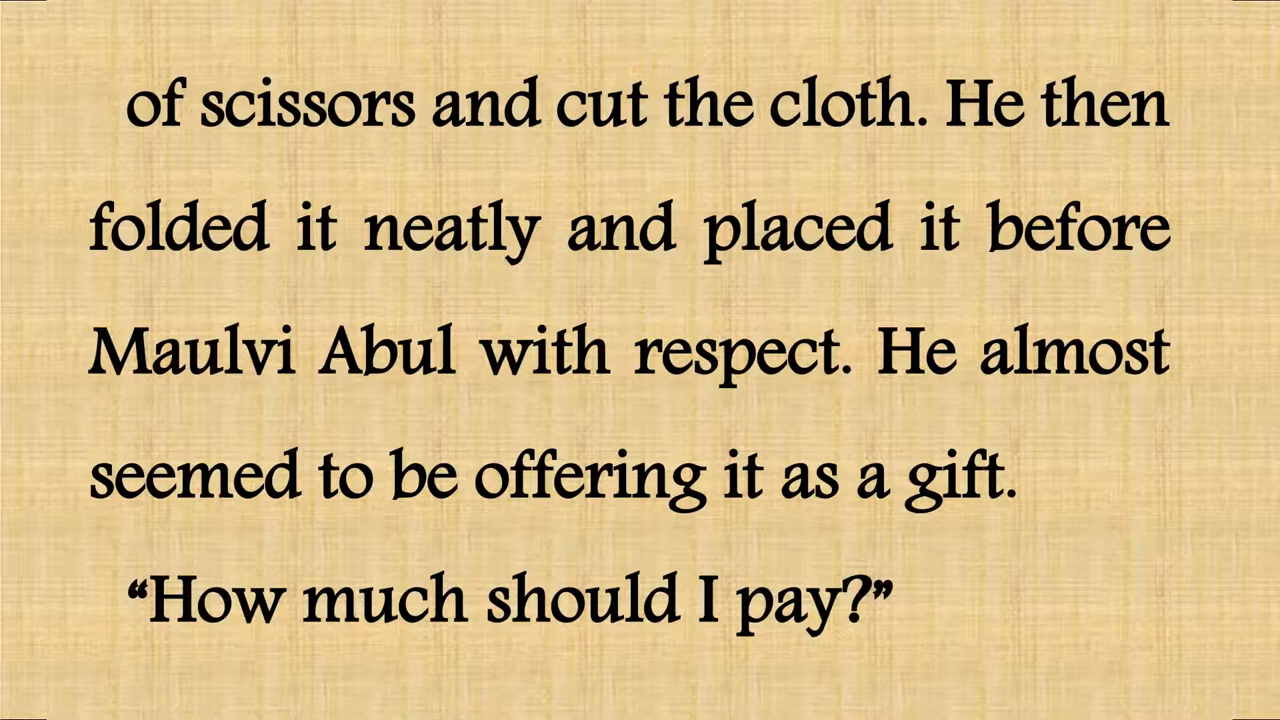 of scissors and cut the cloth. He then
folded it neatly and placed it before
Maulvi Abul with respect. He almost
seemed to be offering it as a gift.
“How much should I pay?”